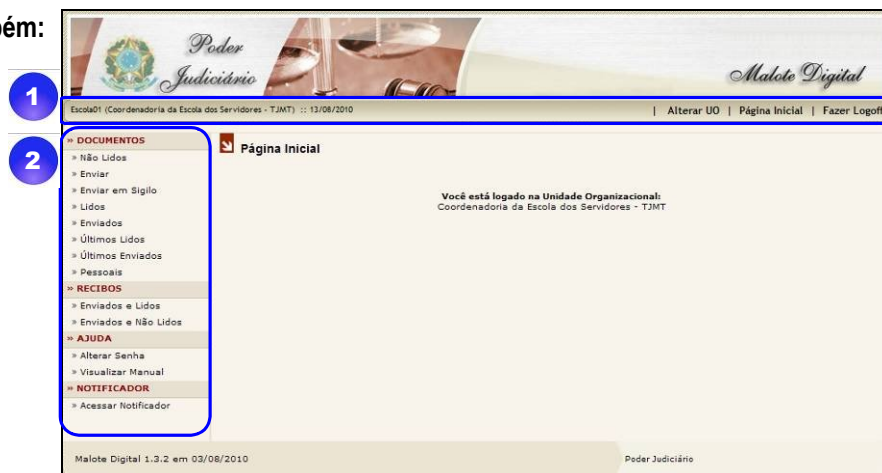 bém:
Poder
Judiciário
Malote Digital
1
Escola01 (Coordenadoria da Escola dos Servidores - TJMT) :: 13/08/2010
| Alterar UO | Página Inicial | Fazer Logoff
2
» DOCUMENTOS
» Não Lidos
» Enviar
» Enviar em Sigilo
» Lidos
» Enviados
» Últimos Lidos
» Últimos Enviados
» Pessoais
» RECIBOS
» Enviados e Lidos
» Enviados e Não Lidos
» AJUDA
» Alterar Senha
» Visualizar Manual
» NOTIFICADOR
» Acessar Notificador
Página Inicial
Você está logado na Unidade Organizacional:
Coordenadoria da Escola dos Servidores - TJMT
Malote Digital 1.3.2 em 03/08/2010
Poder Judiciário